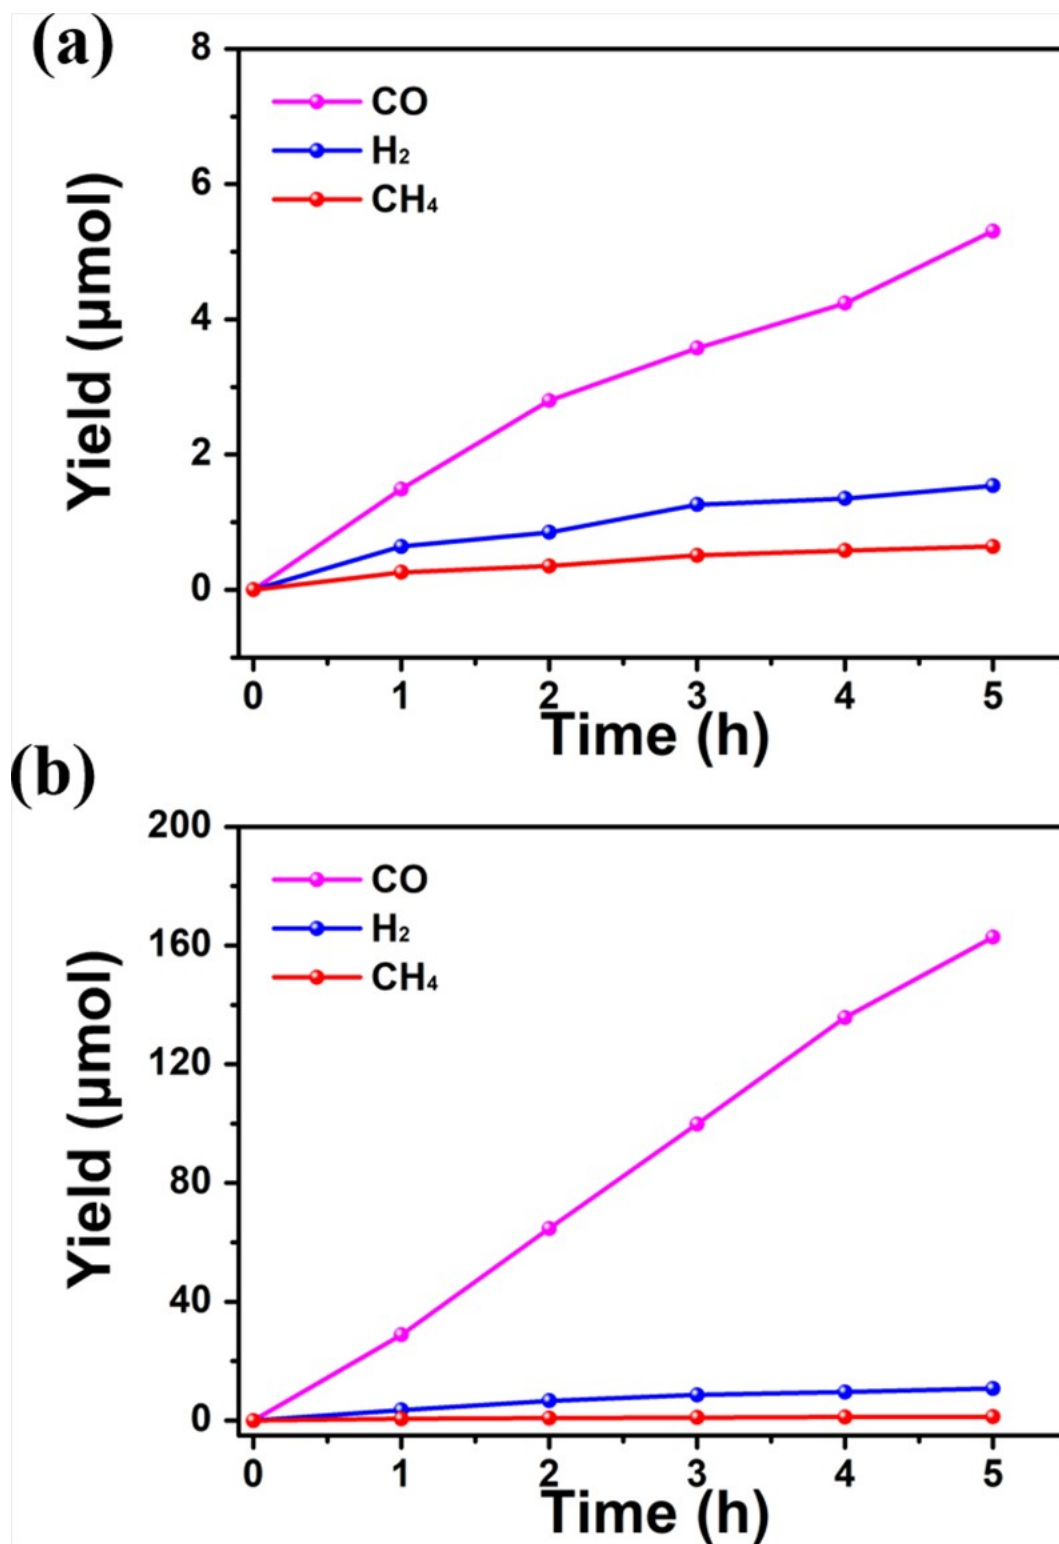 (a)
8
6
4
2
0
Yield (µmol)
CO
H₂
CH₄
0 1 2 3 4 5
Time (h)
(b)
200
160
120
80
40
0
Yield (µmol)
CO
H₂
CH₄
0 1 2 3 4 5
Time (h)